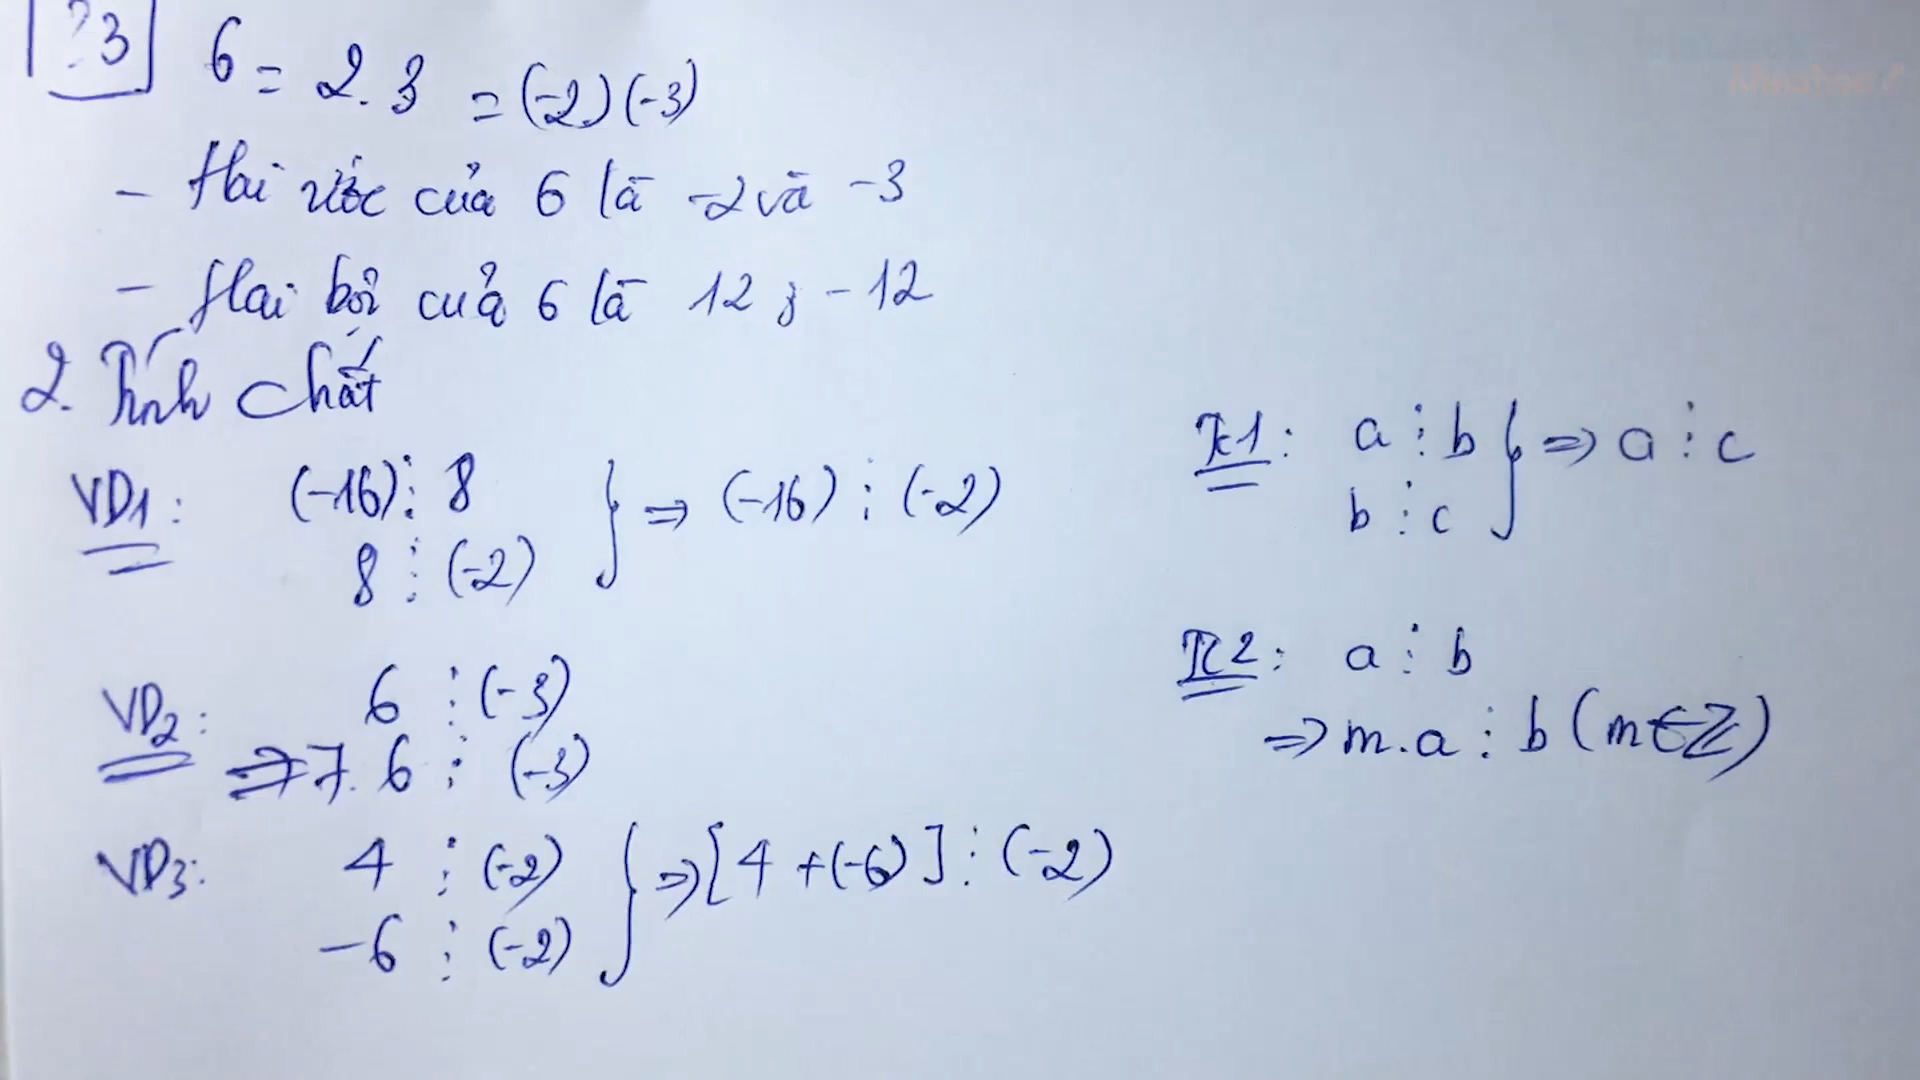 ?3 6 = 2.3 = (-2)(-3)
- Hai ước của 6 là -2 và -3
- Hai bội của 6 là 12 ; -12
2. Tính chất
VD1: (-16) ⋮ 8
8 ⋮ (-2) } => (-16) ⋮ (-2)
VD2: 6 ⋮ (-3)
=> 7.6 ⋮ (-3)
VD3: 4 ⋮ (-2)
-6 ⋮ (-2) } => [4 + (-6)] ⋮ (-2)
TC1: a ⋮ b
b ⋮ c } => a ⋮ c
TC2: a ⋮ b
=> m.a ⋮ b (m ∈ Z)